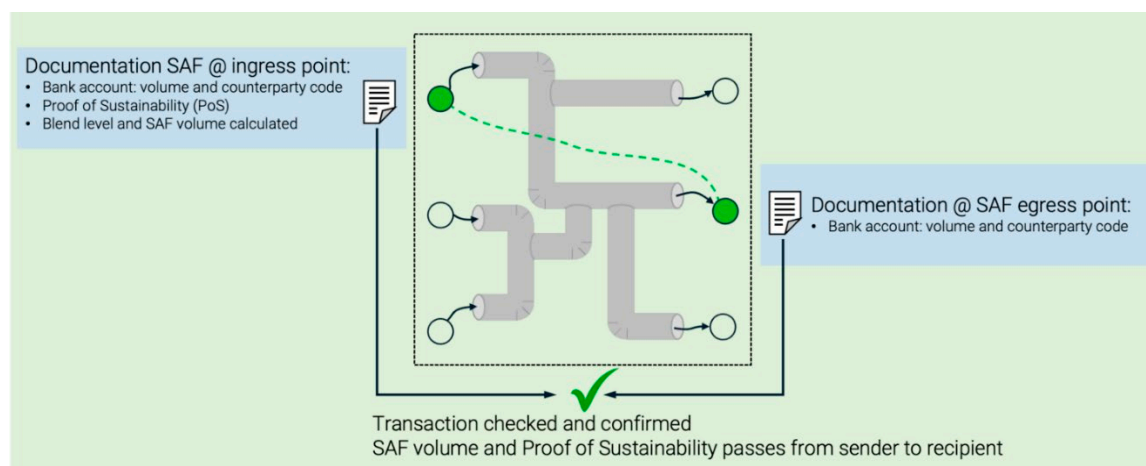 Documentation SAF @ ingress point:
• Bank account: volume and counterparty code
• Proof of Sustainability (PoS)
• Blend level and SAF volume calculated
Documentation @ SAF egress point:
• Bank account: volume and counterparty code
Transaction checked and confirmed
SAF volume and Proof of Sustainability passes from sender to recipient